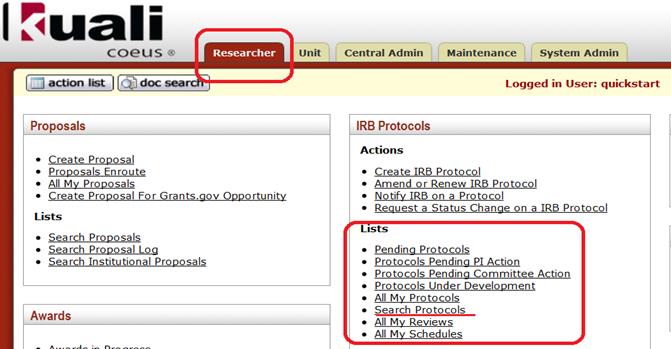 Kuali
coeus ®
Researcher Unit Central Admin Maintenance System Admin
action list doc search Logged in User: quickstart
Proposals
• Create Proposal
• Proposals Enroute
• All My Proposals
• Create Proposal For Grants.gov Opportunity
Lists
• Search Proposals
• Search Proposal Log
• Search Institutional Proposals
Awards
• Awards in Progress
IRB Protocols
Actions
• Create IRB Protocol
• Amend or Renew IRB Protocol
• Notify IRB on a Protocol
• Request a Status Change on a IRB Protocol
Lists
• Pending Protocols
• Protocols Pending PI Action
• Protocols Pending Committee Action
• Protocols Under Development
• All My Protocols
• Search Protocols
• All My Reviews
• All My Schedules